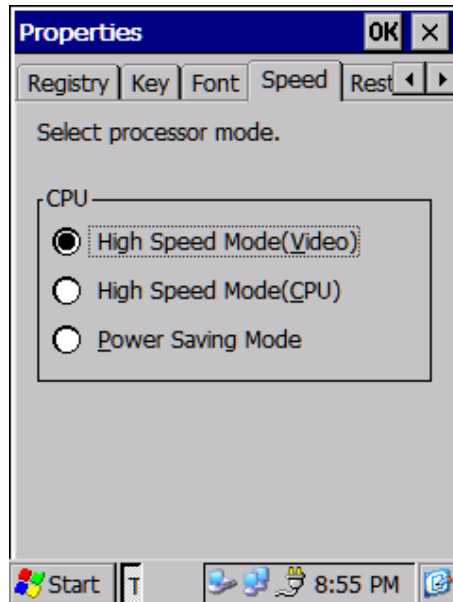 Properties OK ×
Registry Key Font Speed Rest
Select processor mode.
CPU
High Speed Mode(Video)
High Speed Mode(CPU)
Power Saving Mode
Start T 8:55 PM